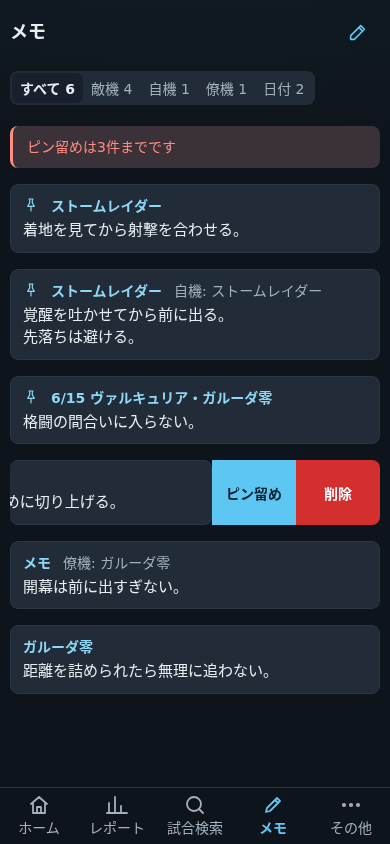 メモ
すべて 6 敵機 4 自機 1 僚機 1 日付 2
ピン留めは3件までです
ストームレイダー
着地を見てから射撃を合わせる。
ストームレイダー 自機: ストームレイダー
覚醒を吐かせてから前に出る。
先落ちは避ける。
6/15 ヴァルキュリア・ガルーダ零
格闘の間合いに入らない。
めに切り上げる。
ピン留め 削除
メモ 僚機: ガルーダ零
開幕は前に出すぎない。
ガルーダ零
距離を詰められたら無理に追わない。
ホーム レポート 試合検索 メモ その他